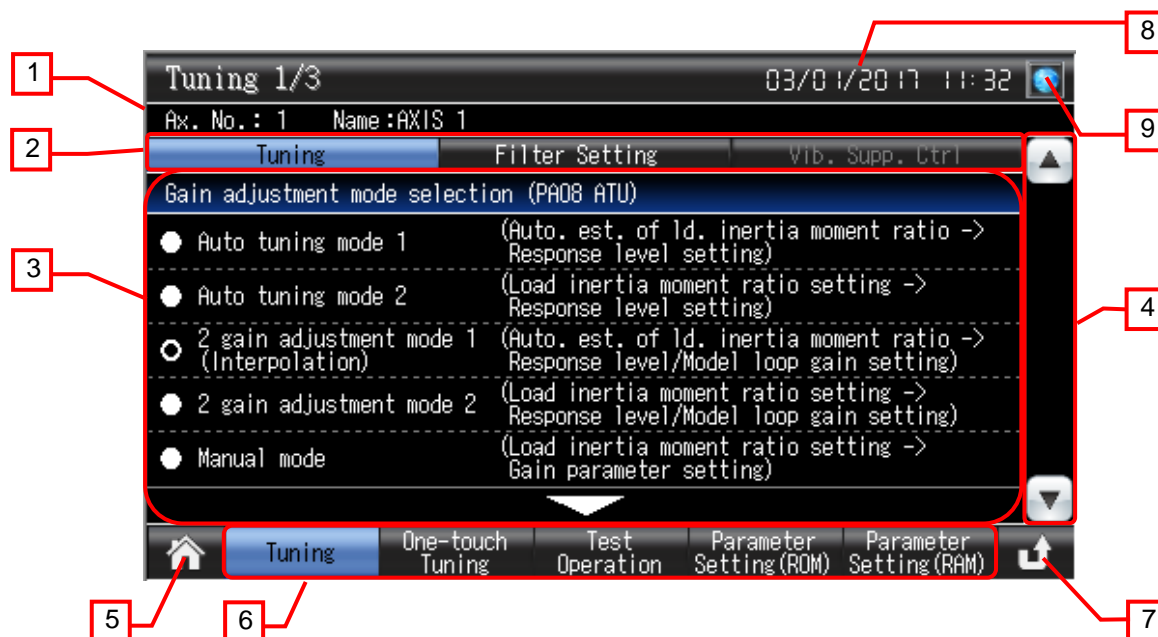 8
1
Tuning 1/3
03/01/2017 11:32
Ax. No.: 1 Name:AXIS 1
9
2
Tuning Filter Setting Vib. Supp. Ctrl
Gain adjustment mode selection (PA08 ATU)
3
Auto tuning mode 1
(Auto. est. of ld. inertia moment ratio ->
Response level setting)
Auto tuning mode 2
(Load inertia moment ratio setting ->
Response level setting)
4
2 gain adjustment mode 1
(Interpolation)
(Auto. est. of ld. inertia moment ratio ->
Response level/Model loop gain setting)
2 gain adjustment mode 2
(Load inertia moment ratio setting ->
Response level/Model loop gain setting)
Manual mode
(Load inertia moment ratio setting ->
Gain parameter setting)
Tuning
One-touch
Tuning
Test
Operation
Parameter
Setting(ROM)
Parameter
Setting(RAM)
5
6
7